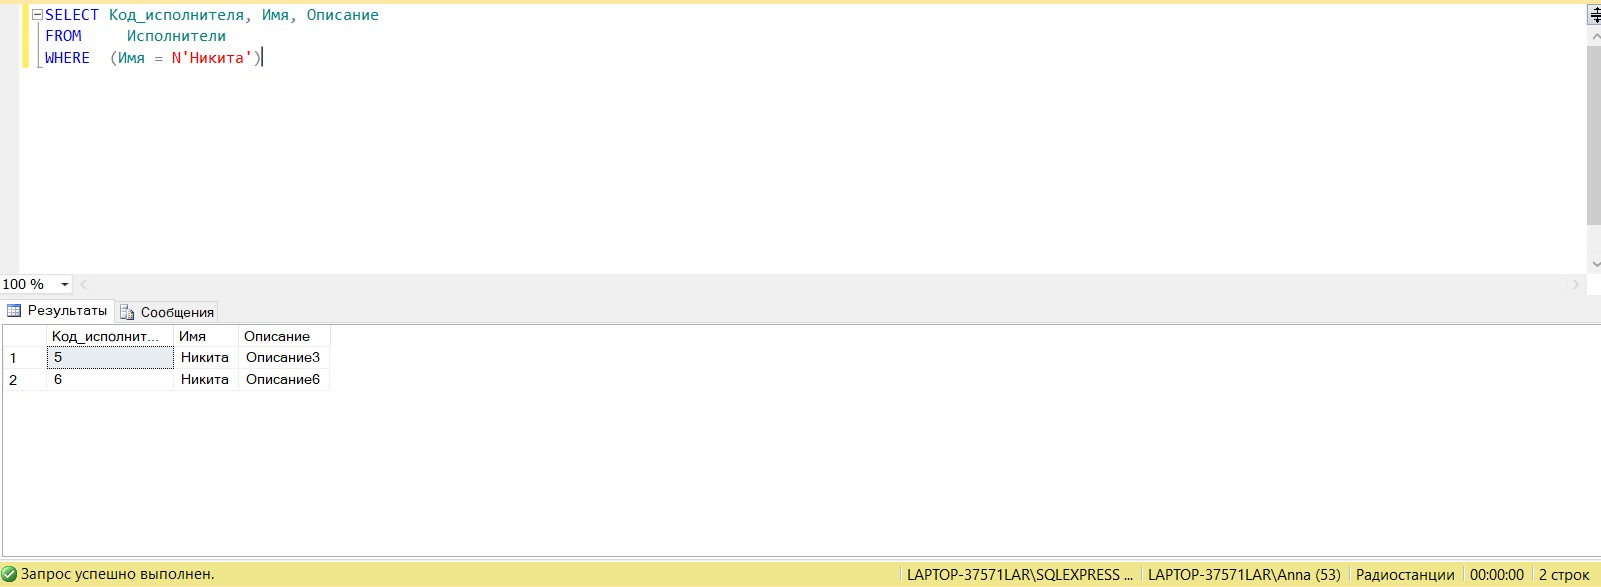 SELECT Код_исполнителя, Имя, Описание
FROM Исполнители
WHERE (Имя = N'Никита')
100 %
Результаты Сообщения
Код_исполнит... Имя Описание
1 5 Никита Описание3
2 6 Никита Описание6
Запрос успешно выполнен. LAPTOP-37571LAR\SQLEXPRESS ... LAPTOP-37571LAR\Anna (53) Радиостанции 00:00:00 2 строк